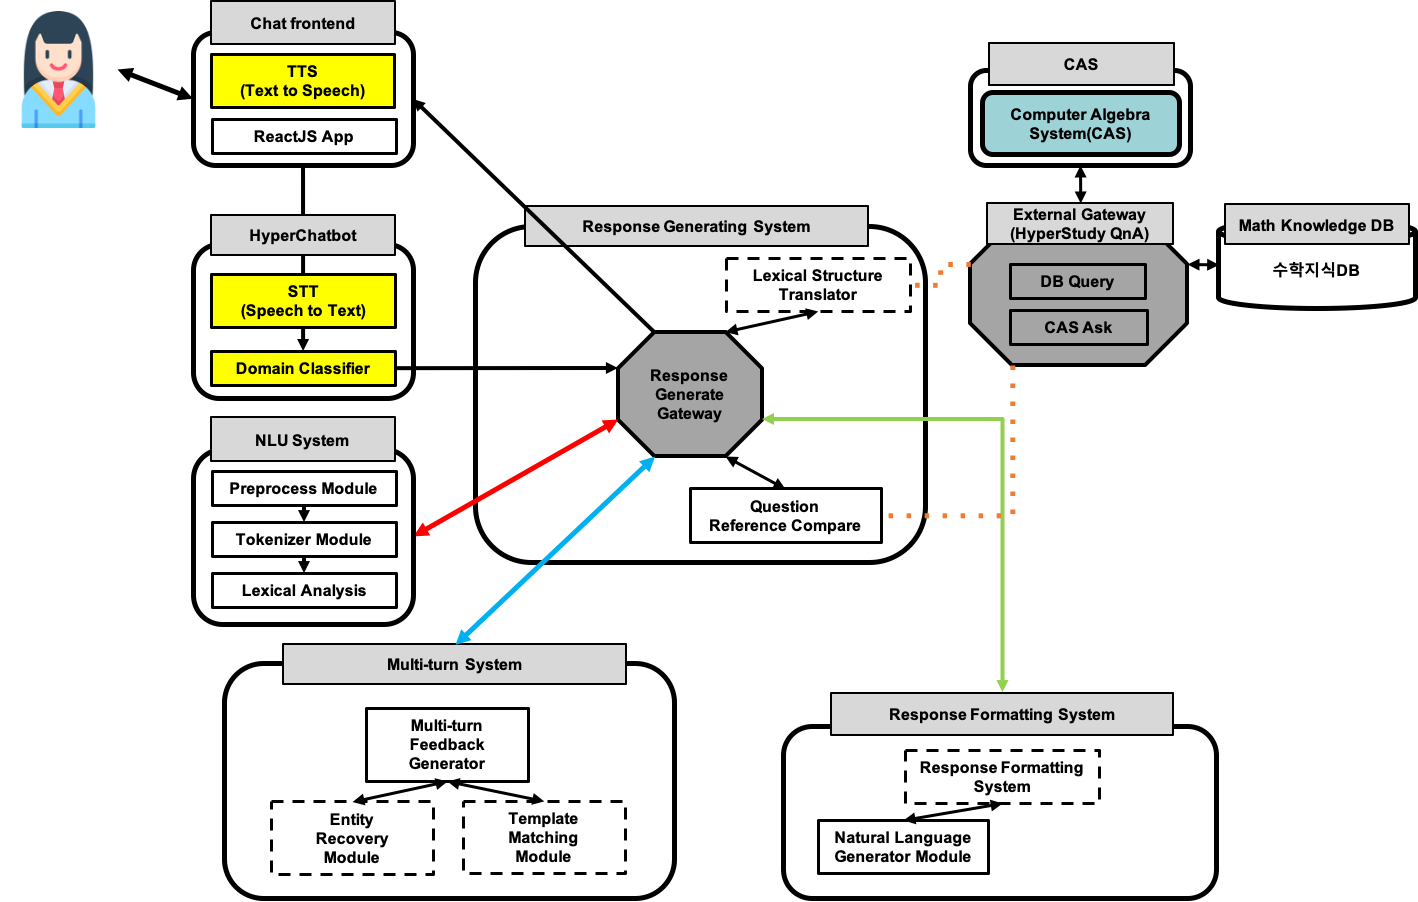 Chat frontend
TTS
(Text to Speech)
ReactJS App
HyperChatbot
STT
(Speech to Text)
Domain Classifier
NLU System
Preprocess Module
Tokenizer Module
Lexical Analysis
Response Generating System
Lexical Structure
Translator
Response
Generate
Gateway
Question
Reference Compare
CAS
Computer Algebra
System(CAS)
External Gateway
(HyperStudy QnA)
DB Query
CAS Ask
Math Knowledge DB
수학지식DB
Multi-turn System
Multi-turn
Feedback
Generator
Entity
Recovery
Module
Template
Matching
Module
Response Formatting System
Response Formatting
System
Natural Language
Generator Module